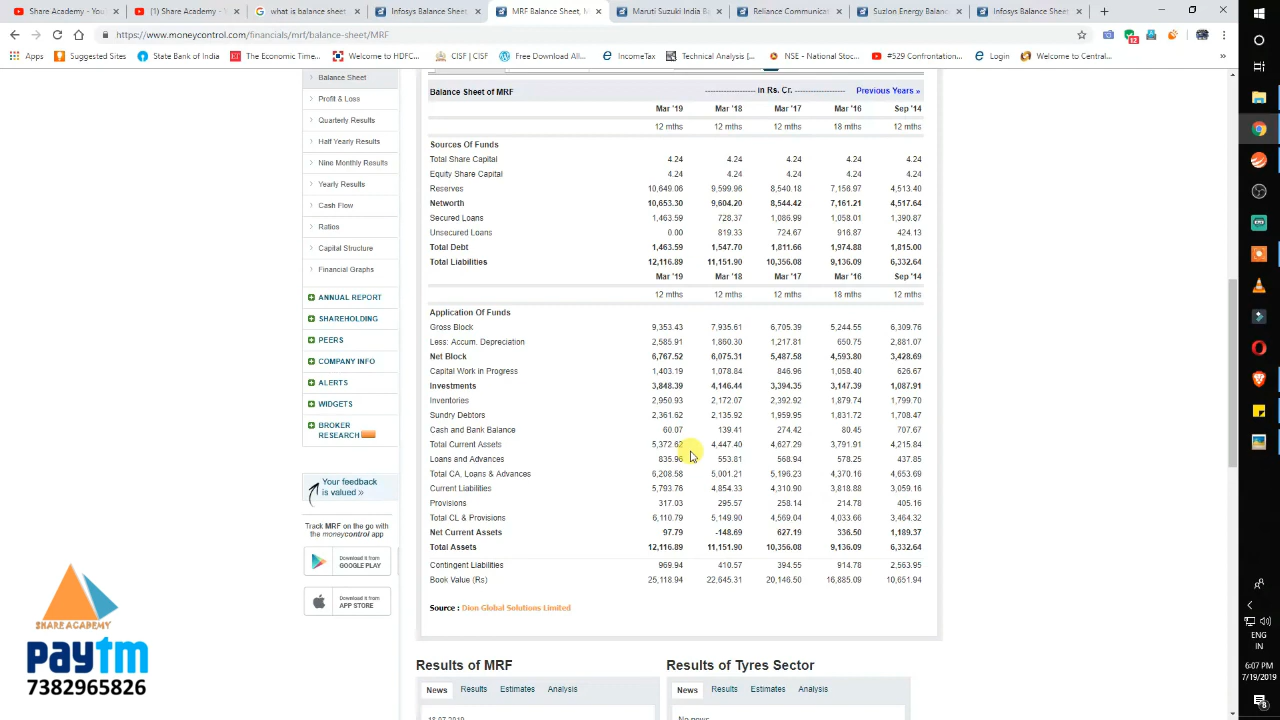 Share Academy - You
(1) Share Academy - Y
what is balance sheet
Infosys Balance Sheet
MRF Balance Sheet, M
Maruti Suzuki India Ba
Reliance Communicat
Suzlon Energy Balanc
Infosys Balance Sheet
https://www.moneycontrol.com/financials/mrf/balance-sheet/MRF
Apps Suggested Sites State Bank of India The Economic Times... Welcome to HDFC... CISF | CISF Free Download All... IncomeTax Technical Analysis [... NSE - National Stoc... #529 Confrontation... Login Welcome to Central...
Balance Sheet
Profit & Loss
Quarterly Results
Half Yearly Results
Nine Monthly Results
Yearly Results
Cash Flow
Ratios
Capital Structure
Financial Graphs
ANNUAL REPORT
SHAREHOLDING
PEERS
COMPANY INFO
ALERTS
WIDGETS
BROKER
RESEARCH
Your feedback
is valued »
Track MRF on the go with
the moneycontrol app
Download it from
GOOGLE PLAY
Download it from
APP STORE
Balance Sheet of MRF ------------------- in Rs. Cr. ------------------- Previous Years »
Mar '19 Mar '18 Mar '17 Mar '16 Sep '14
12 mths 12 mths 12 mths 18 mths 12 mths
Sources Of Funds
Total Share Capital 4.24 4.24 4.24 4.24 4.24
Equity Share Capital 4.24 4.24 4.24 4.24 4.24
Reserves 10,649.06 9,599.96 8,540.18 7,156.97 4,513.40
Networth 10,653.30 9,604.20 8,544.42 7,161.21 4,517.64
Secured Loans 1,463.59 728.37 1,086.99 1,058.01 1,390.87
Unsecured Loans 0.00 819.33 724.67 916.87 424.13
Total Debt 1,463.59 1,547.70 1,811.66 1,974.88 1,815.00
Total Liabilities 12,116.89 11,151.90 10,356.08 9,136.09 6,332.64
Mar '19 Mar '18 Mar '17 Mar '16 Sep '14
12 mths 12 mths 12 mths 18 mths 12 mths
Application Of Funds
Gross Block 9,353.43 7,935.61 6,705.39 5,244.55 6,309.76
Less: Accum. Depreciation 2,585.91 1,860.30 1,217.81 650.75 2,881.07
Net Block 6,767.52 6,075.31 5,487.58 4,593.80 3,428.69
Capital Work in Progress 1,403.19 1,078.84 846.96 1,058.40 626.67
Investments 3,848.39 4,146.44 3,394.35 3,147.39 1,087.91
Inventories 2,950.93 2,172.07 2,392.92 1,879.74 1,799.70
Sundry Debtors 2,361.62 2,135.92 1,959.95 1,831.72 1,708.47
Cash and Bank Balance 60.07 139.41 274.42 80.45 707.67
Total Current Assets 5,372.62 4,447.40 4,627.29 3,791.91 4,215.84
Loans and Advances 835.96 553.81 568.94 578.25 437.85
Total CA, Loans & Advances 6,208.58 5,001.21 5,196.23 4,370.16 4,653.69
Current Liabilities 5,793.76 4,854.33 4,310.90 3,818.88 3,059.16
Provisions 317.03 295.57 258.14 214.78 405.16
Total CL & Provisions 6,110.79 5,149.90 4,569.04 4,033.66 3,464.32
Net Current Assets 97.79 -148.69 627.19 336.50 1,189.37
Total Assets 12,116.89 11,151.90 10,356.08 9,136.09 6,332.64
Contingent Liabilities 969.94 410.57 394.55 914.78 2,563.95
Book Value (Rs) 25,118.94 22,645.31 20,146.50 16,885.09 10,651.94
Source : Dion Global Solutions Limited
Results of MRF
News Results Estimates Analysis
18.07.2019
Results of Tyres Sector
News Results Estimates Analysis
No news
SHARE ACADEMY
paytm
7382965826
ENG
IN
6:07 PM
7/19/2019
8